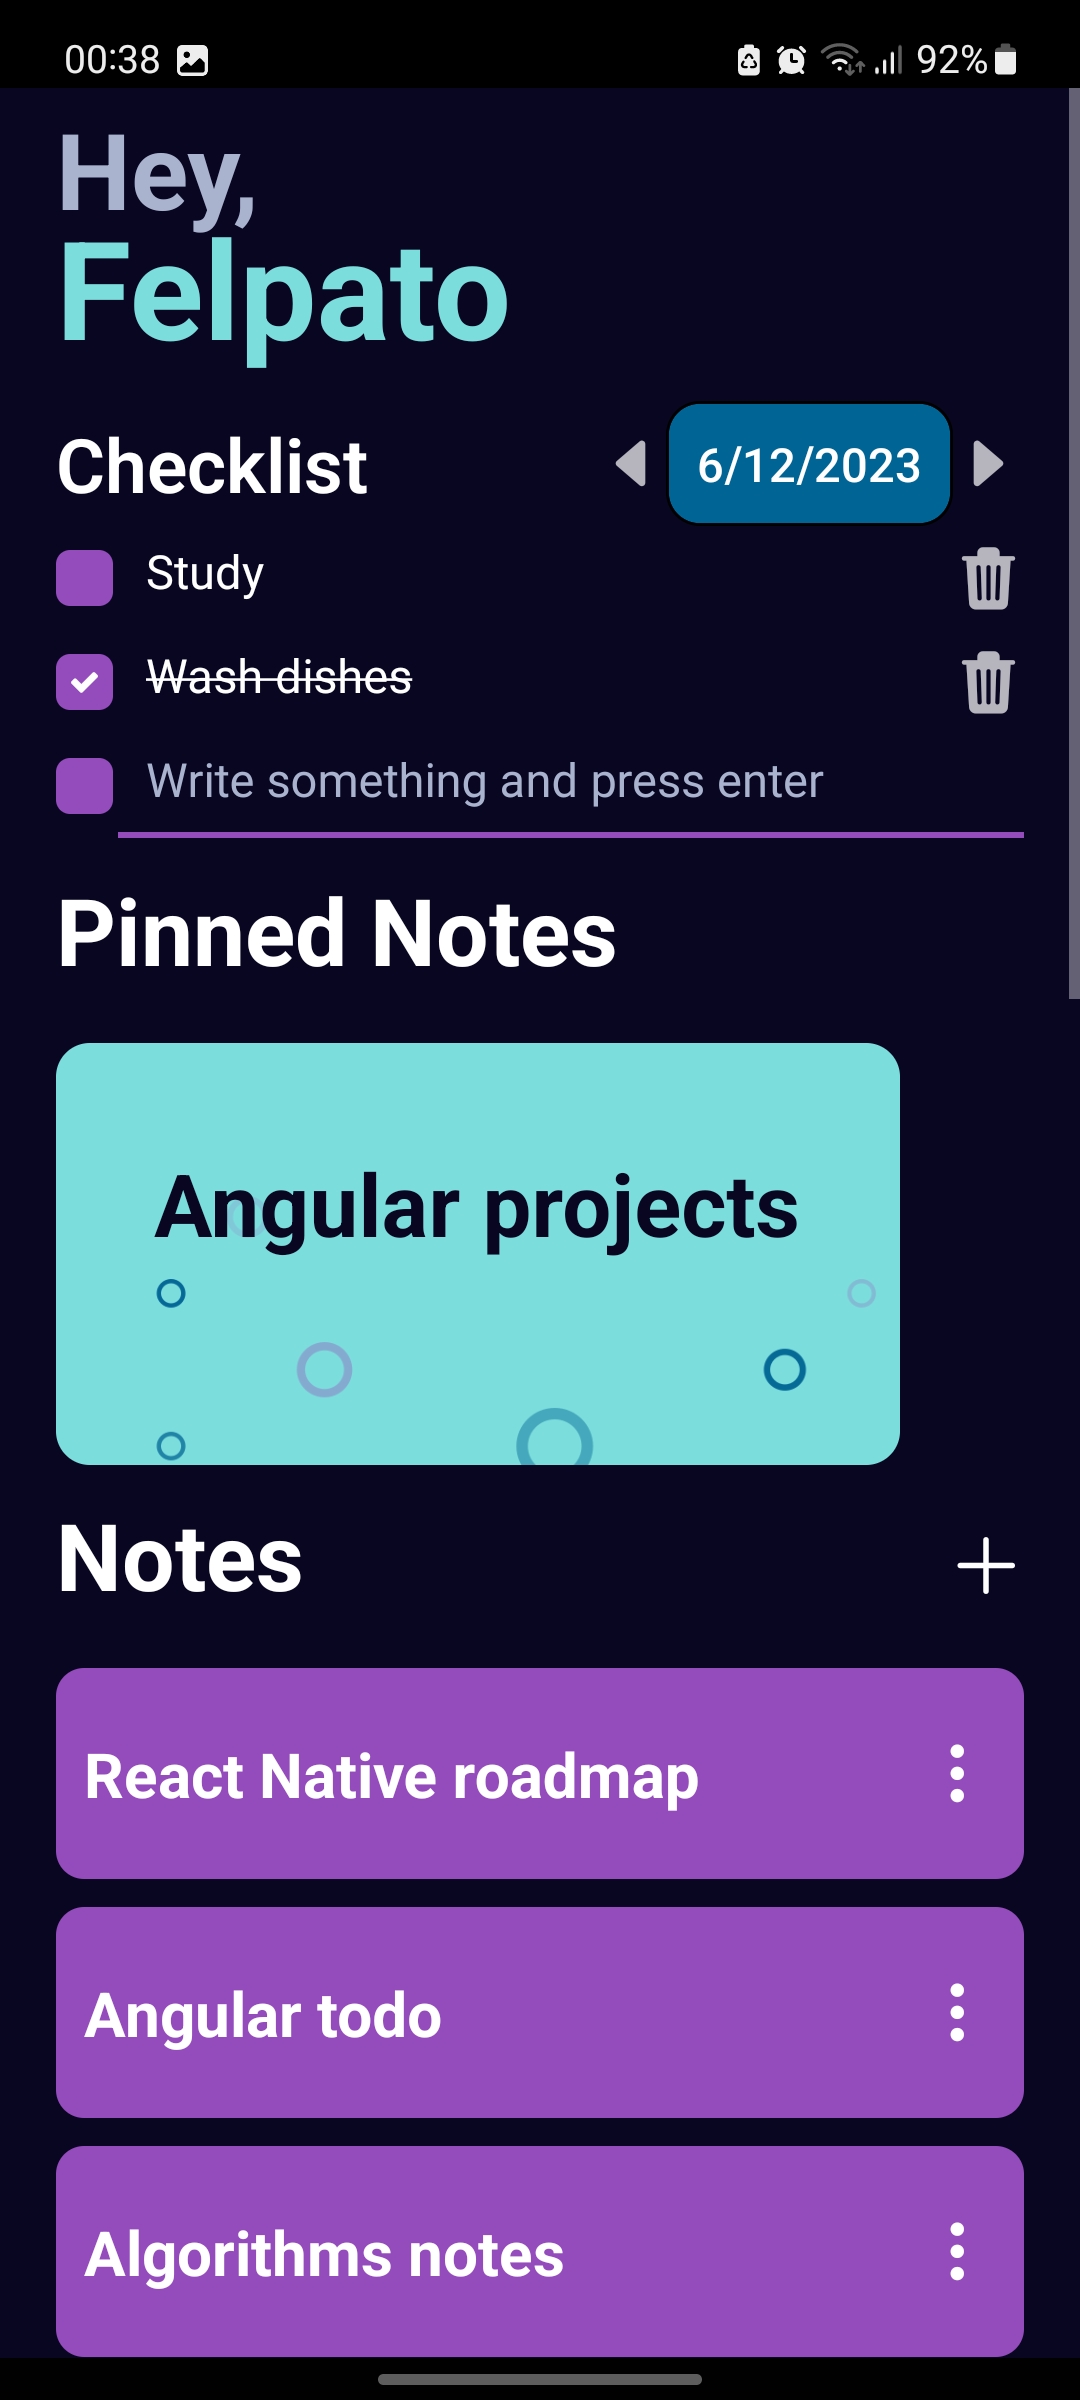 00:38 92%
Hey,
Felpato
Checklist 6/12/2023
Study
Wash dishes
Write something and press enter
Pinned Notes
Angular projects
Notes
React Native roadmap
Angular todo
Algorithms notes